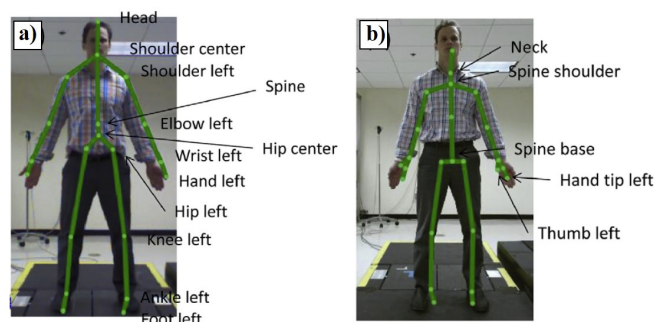 a)
Head
Shoulder center
Shoulder left
Spine
Elbow left
Hip center
Wrist left
Hand left
Hip left
Knee left
Ankle left
Foot left
b)
Neck
Spine shoulder
Spine base
Hand tip left
Thumb left